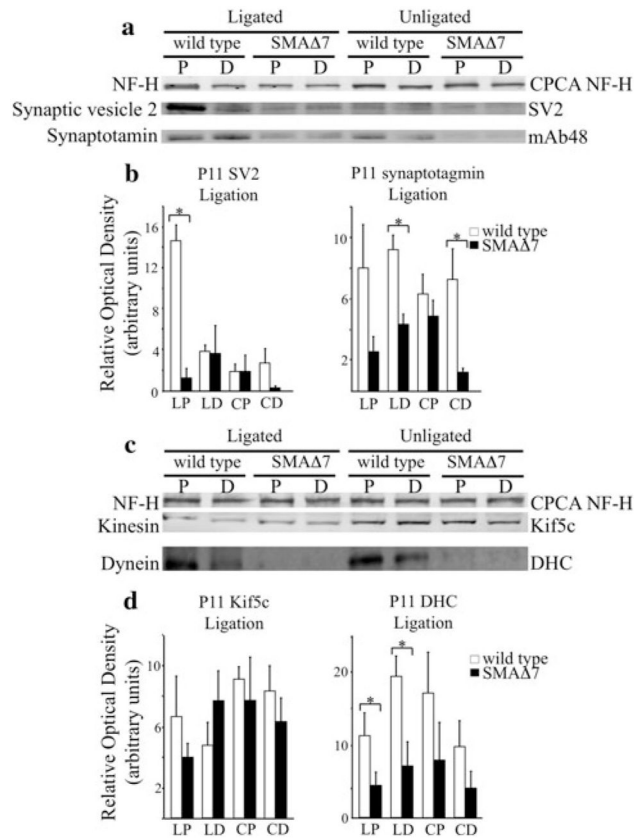 a
Ligated Unligated
wild type SMAΔ7 wild type SMAΔ7
P D P D P D P D
NF-H CPCA NF-H
Synaptic vesicle 2 SV2
Synaptotamin mAb48
b
P11 SV2 P11 synaptotagmin
Ligation Ligation
Relative Optical Density
(arbitrary units)
16
12
8
4
0
*
LP LD CP CD
10
6
2
* *
LP LD CP CD
wild type
SMAΔ7
c
Ligated Unligated
wild type SMAΔ7 wild type SMAΔ7
P D P D P D P D
NF-H CPCA NF-H
Kinesin Kif5c
Dynein DHC
d
P11 Kif5c P11 DHC
Ligation Ligation
Relative Optical Density
(arbitrary units)
10
6
2
LP LD CP CD
20
10
0
* *
LP LD CP CD
wild type
SMAΔ7